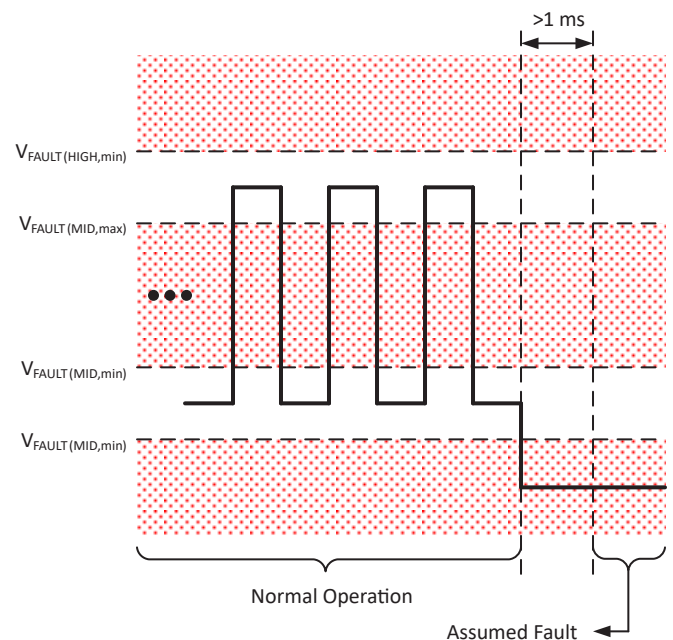 >1 ms
VFAULT(HIGH,min)
VFAULT(MID,max)
VFAULT(MID,min)
VFAULT(MID,min)
Normal Operation
Assumed Fault